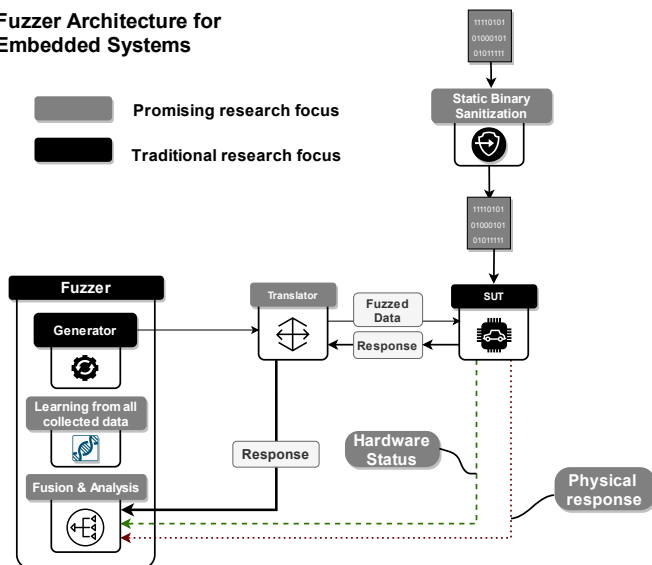 Fuzzer Architecture for
Embedded Systems
Promising research focus
Traditional research focus
11110101
01000101
01011111
Static Binary
Sanitization
11110101
01000101
01011111
Fuzzer
Generator
Learning from all
collected data
Fusion & Analysis
Translator
Fuzzed
Data
Response
SUT
Response
Hardware
Status
Physical
response